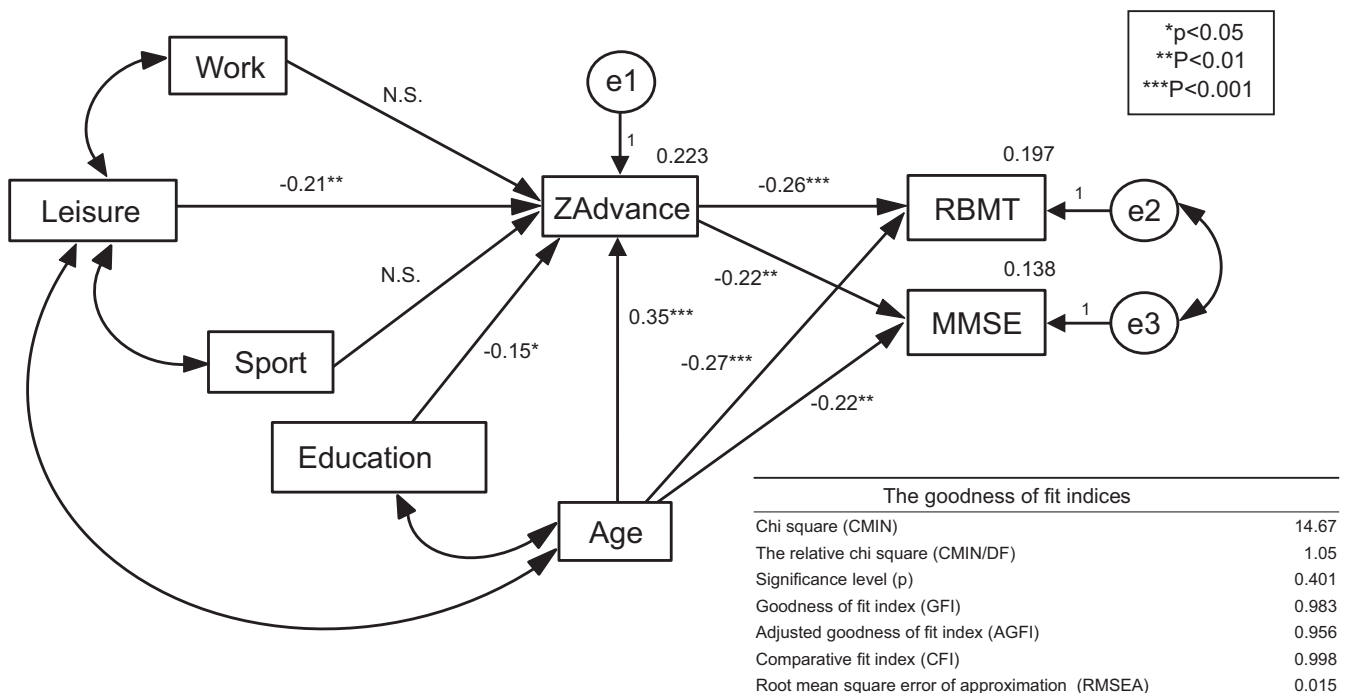 *p<0.05
**P<0.01
***P<0.001
Work
e1
N.S.
1
0.223
0.197
Leisure
-0.21**
ZAdvance
-0.26***
RBMT
1
e2
N.S.
-0.22**
0.138
Sport
-0.15*
0.35***
-0.27***
MMSE
1
e3
-0.22**
Education
Age
The goodness of fit indices
Chi square (CMIN) 14.67
The relative chi square (CMIN/DF) 1.05
Significance level (p) 0.401
Goodness of fit index (GFI) 0.983
Adjusted goodness of fit index (AGFI) 0.956
Comparative fit index (CFI) 0.998
Root mean square error of approximation (RMSEA) 0.015